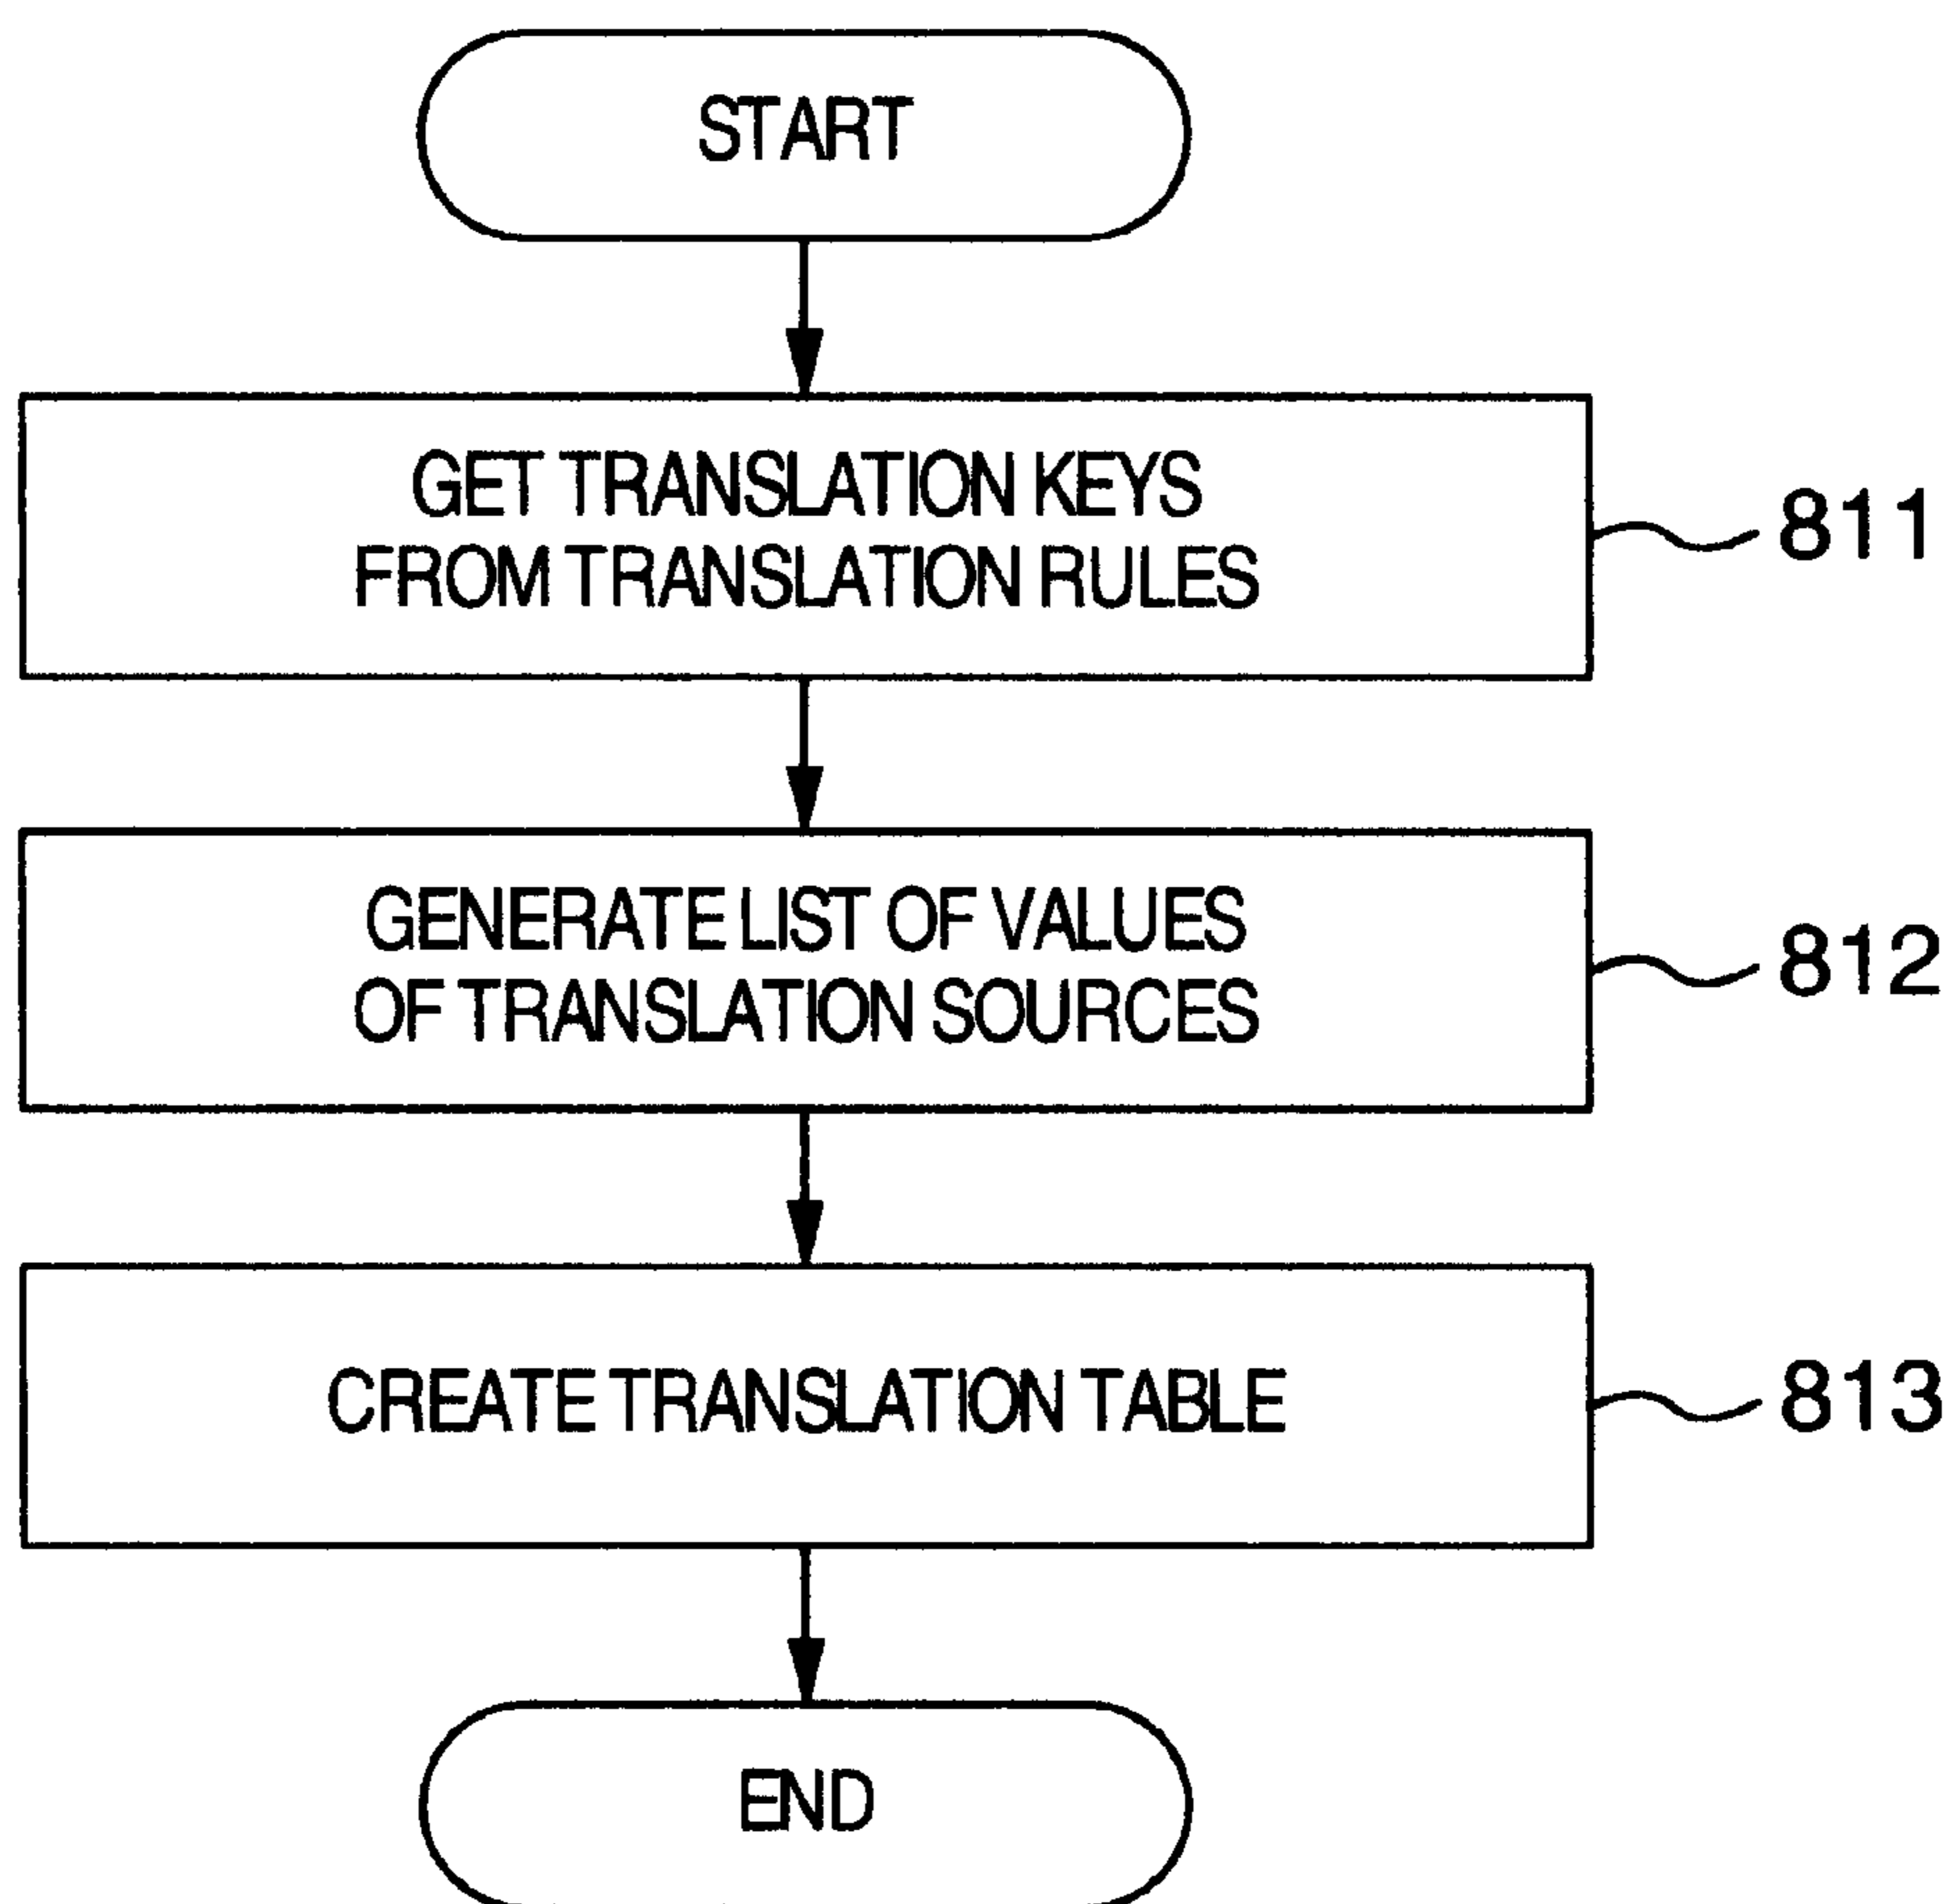 START
GET TRANSLATION KEYS
FROM TRANSLATION RULES
811
GENERATE LIST OF VALUES
OF TRANSLATION SOURCES
812
CREATE TRANSLATION TABLE
813
END